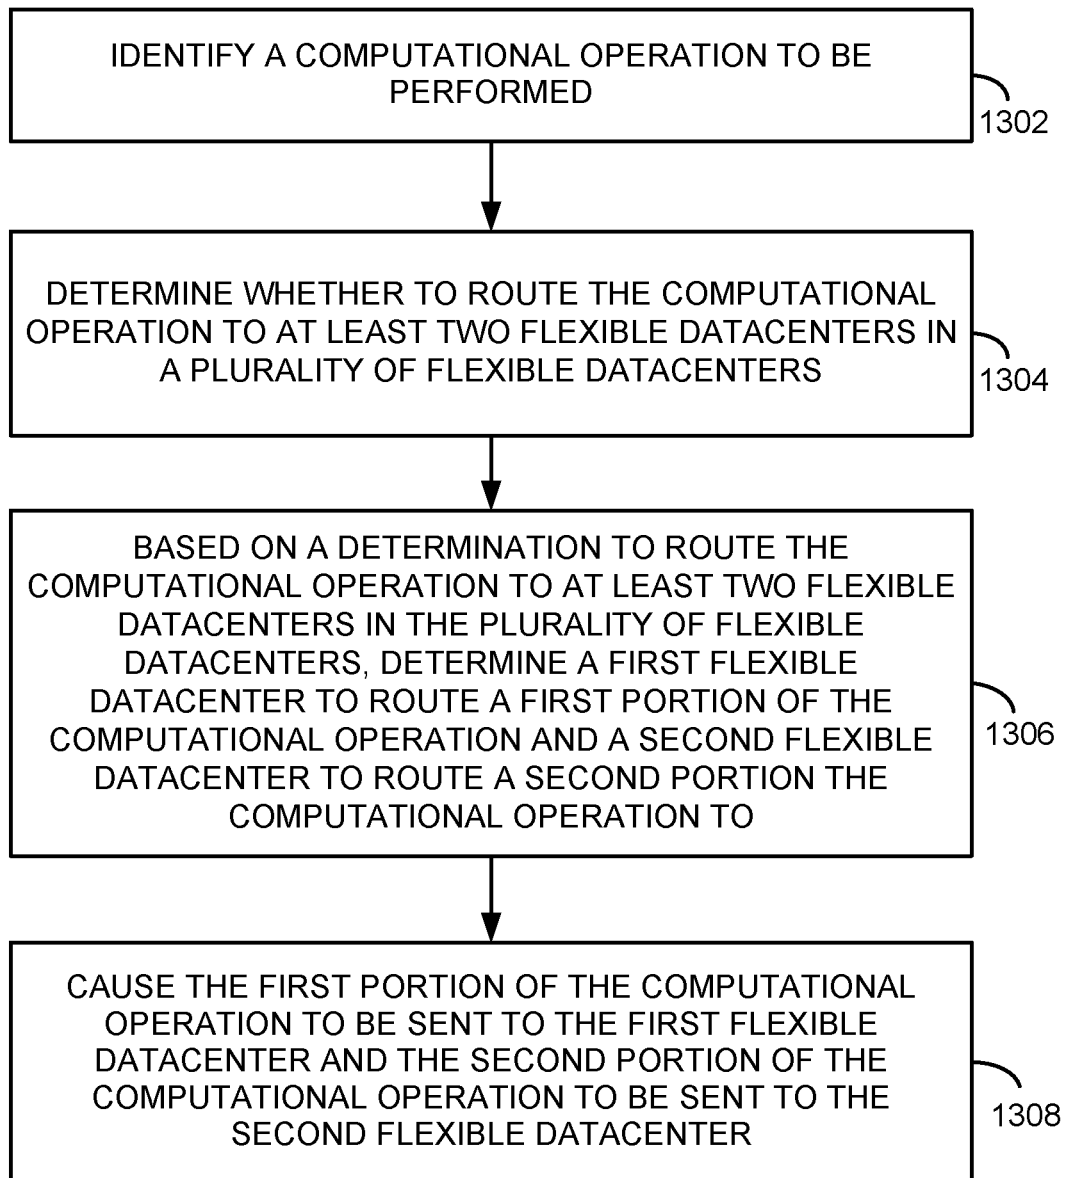 IDENTIFY A COMPUTATIONAL OPERATION TO BE
PERFORMED
1302
DETERMINE WHETHER TO ROUTE THE COMPUTATIONAL
OPERATION TO AT LEAST TWO FLEXIBLE DATACENTERS IN
A PLURALITY OF FLEXIBLE DATACENTERS
1304
BASED ON A DETERMINATION TO ROUTE THE
COMPUTATIONAL OPERATION TO AT LEAST TWO FLEXIBLE
DATACENTERS IN THE PLURALITY OF FLEXIBLE
DATACENTERS, DETERMINE A FIRST FLEXIBLE
DATACENTER TO ROUTE A FIRST PORTION OF THE
COMPUTATIONAL OPERATION AND A SECOND FLEXIBLE
DATACENTER TO ROUTE A SECOND PORTION THE
COMPUTATIONAL OPERATION TO
1306
CAUSE THE FIRST PORTION OF THE COMPUTATIONAL
OPERATION TO BE SENT TO THE FIRST FLEXIBLE
DATACENTER AND THE SECOND PORTION OF THE
COMPUTATIONAL OPERATION TO BE SENT TO THE
SECOND FLEXIBLE DATACENTER
1308